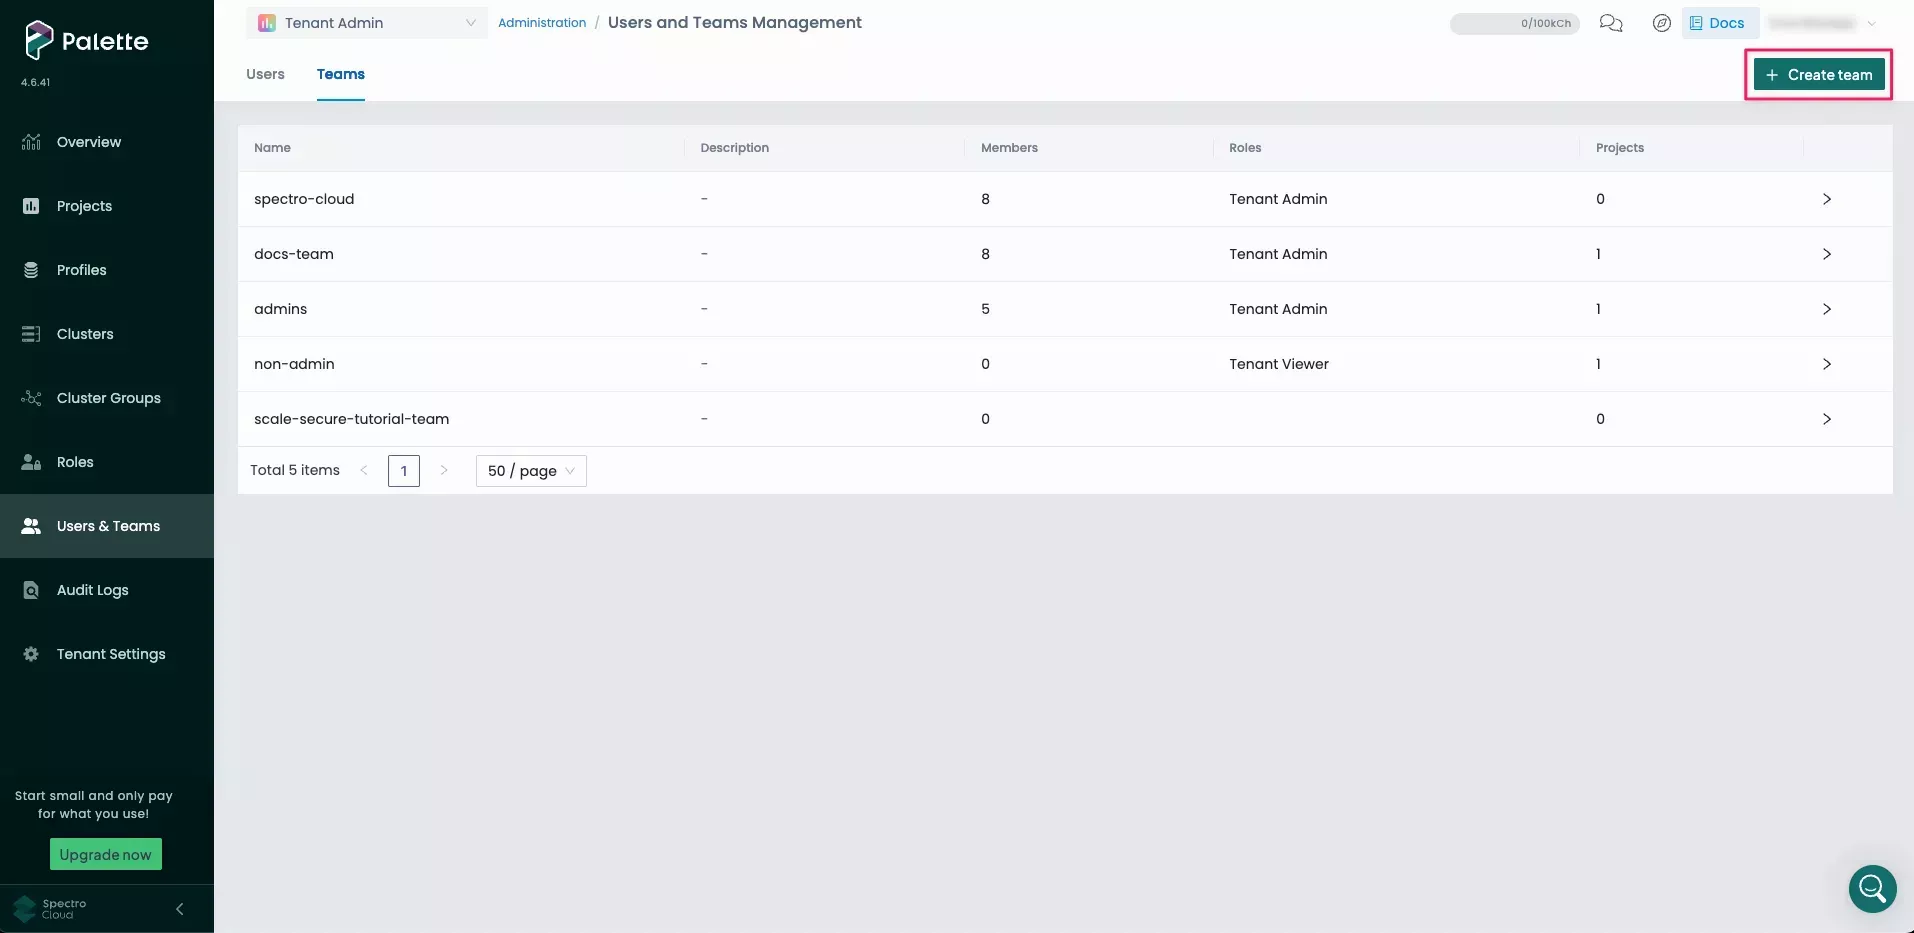 Palette
4.6.41
Overview
Projects
Profiles
Clusters
Cluster Groups
Roles
Users & Teams
Audit Logs
Tenant Settings
Start small and only pay
for what you use!
Upgrade now
Spectro
Cloud
Tenant Admin
Administration / Users and Teams Management
0/100kCh
Docs
Users
Teams
+ Create team
Name Description Members Roles Projects
spectro-cloud - 8 Tenant Admin 0
docs-team - 8 Tenant Admin 1
admins - 5 Tenant Admin 1
non-admin - 0 Tenant Viewer 1
scale-secure-tutorial-team - 0 0
Total 5 items 1 50 / page